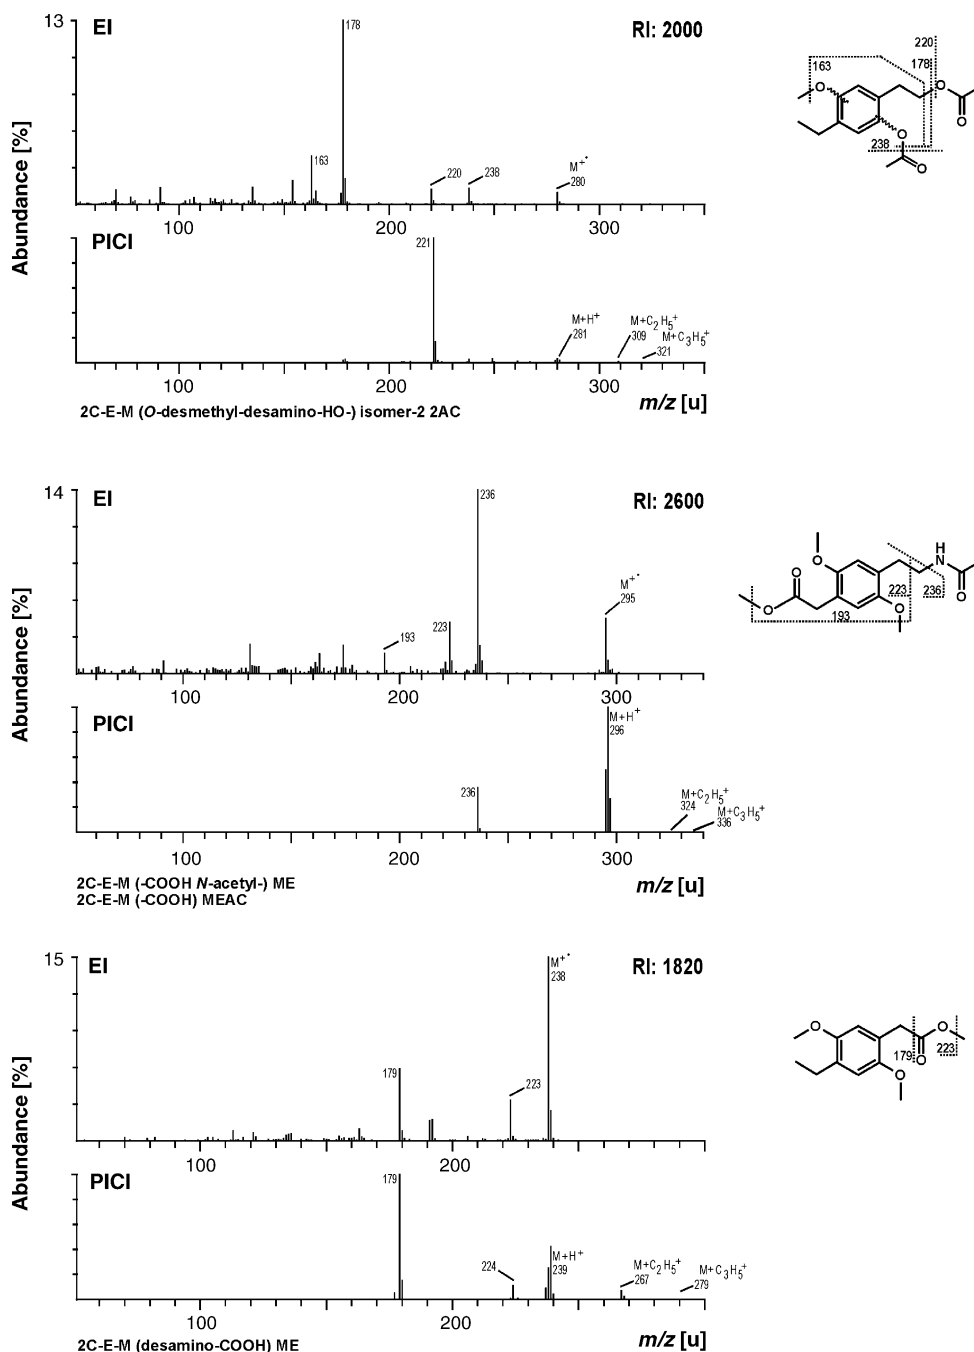 13
EI
RI: 2000
178
163
220
238
M+•
280
Abundance [%]
100
200
300
PICI
221
M+H+
281
M+C2H5+
309
M+C3H5+
321
100
200
300
m/z [u]
2C-E-M (O-desmethyl-desamino-HO-) isomer-2 2AC
220
163
178
O
O
O
O
238
O
14
EI
RI: 2600
236
M+•
295
223
193
Abundance [%]
100
200
300
PICI
M+H+
296
236
M+C2H5+
324
M+C3H5+
336
100
200
300
m/z [u]
2C-E-M (-COOH N-acetyl-) ME
2C-E-M (-COOH) MEAC
O
H
N
O
O
223
236
O
O
193
15
EI
RI: 1820
M+•
238
179
223
Abundance [%]
100
200
PICI
179
224
M+H+
239
M+C2H5+
267
M+C3H5+
279
100
200
m/z [u]
2C-E-M (desamino-COOH) ME
O
O
179
O
223
O